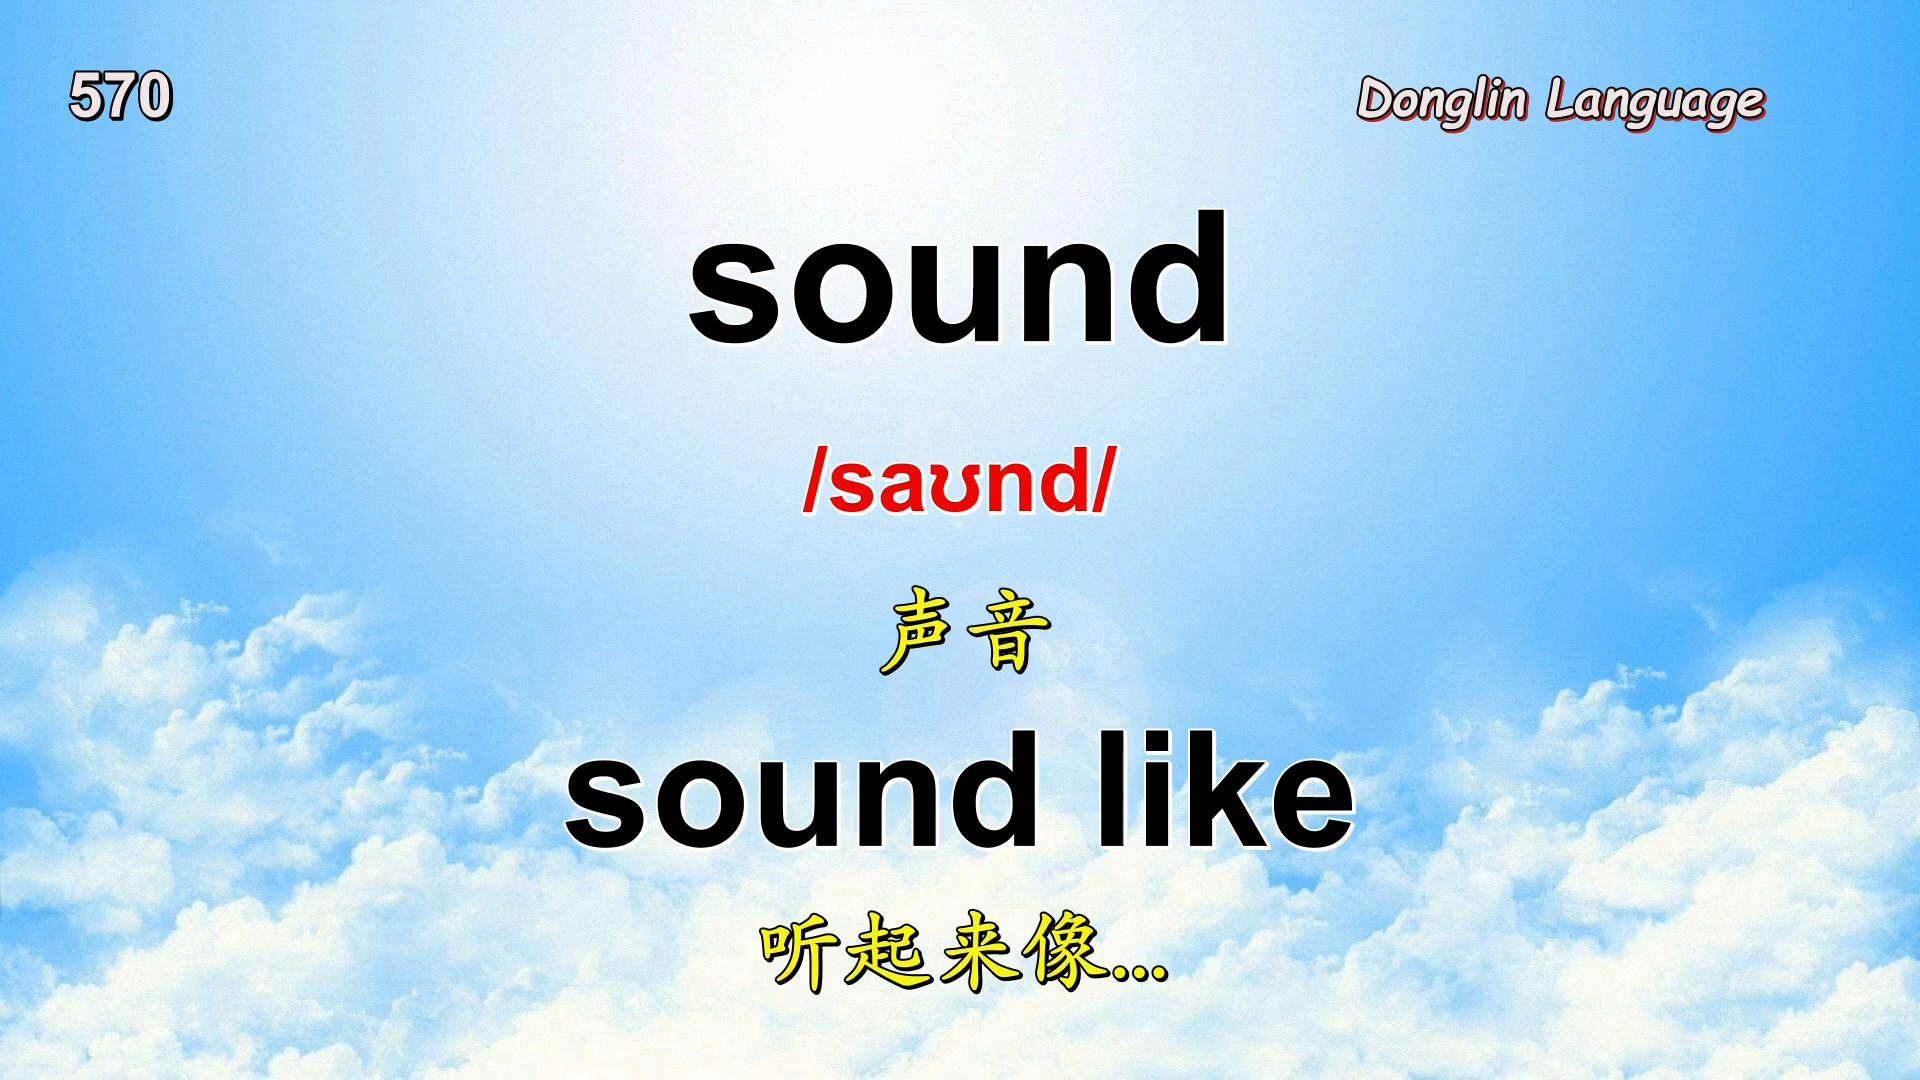 570
Donglin Language
sound
/saʊnd/
声音
sound like
听起来像...